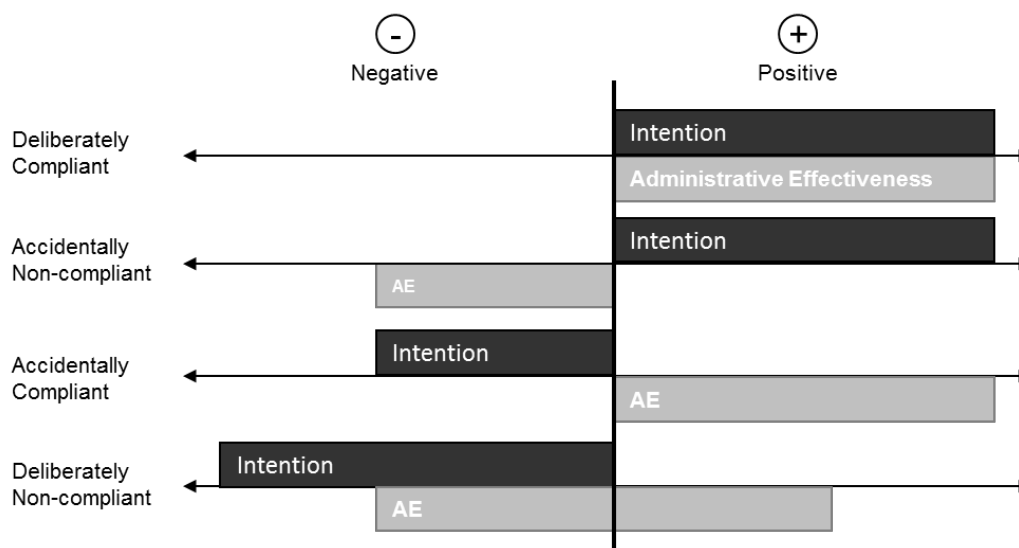 -
+
Negative
Positive
Deliberately
Compliant
Intention
Administrative Effectiveness
Accidentally
Non-compliant
Intention
AE
Accidentally
Compliant
Intention
AE
Deliberately
Non-compliant
Intention
AE